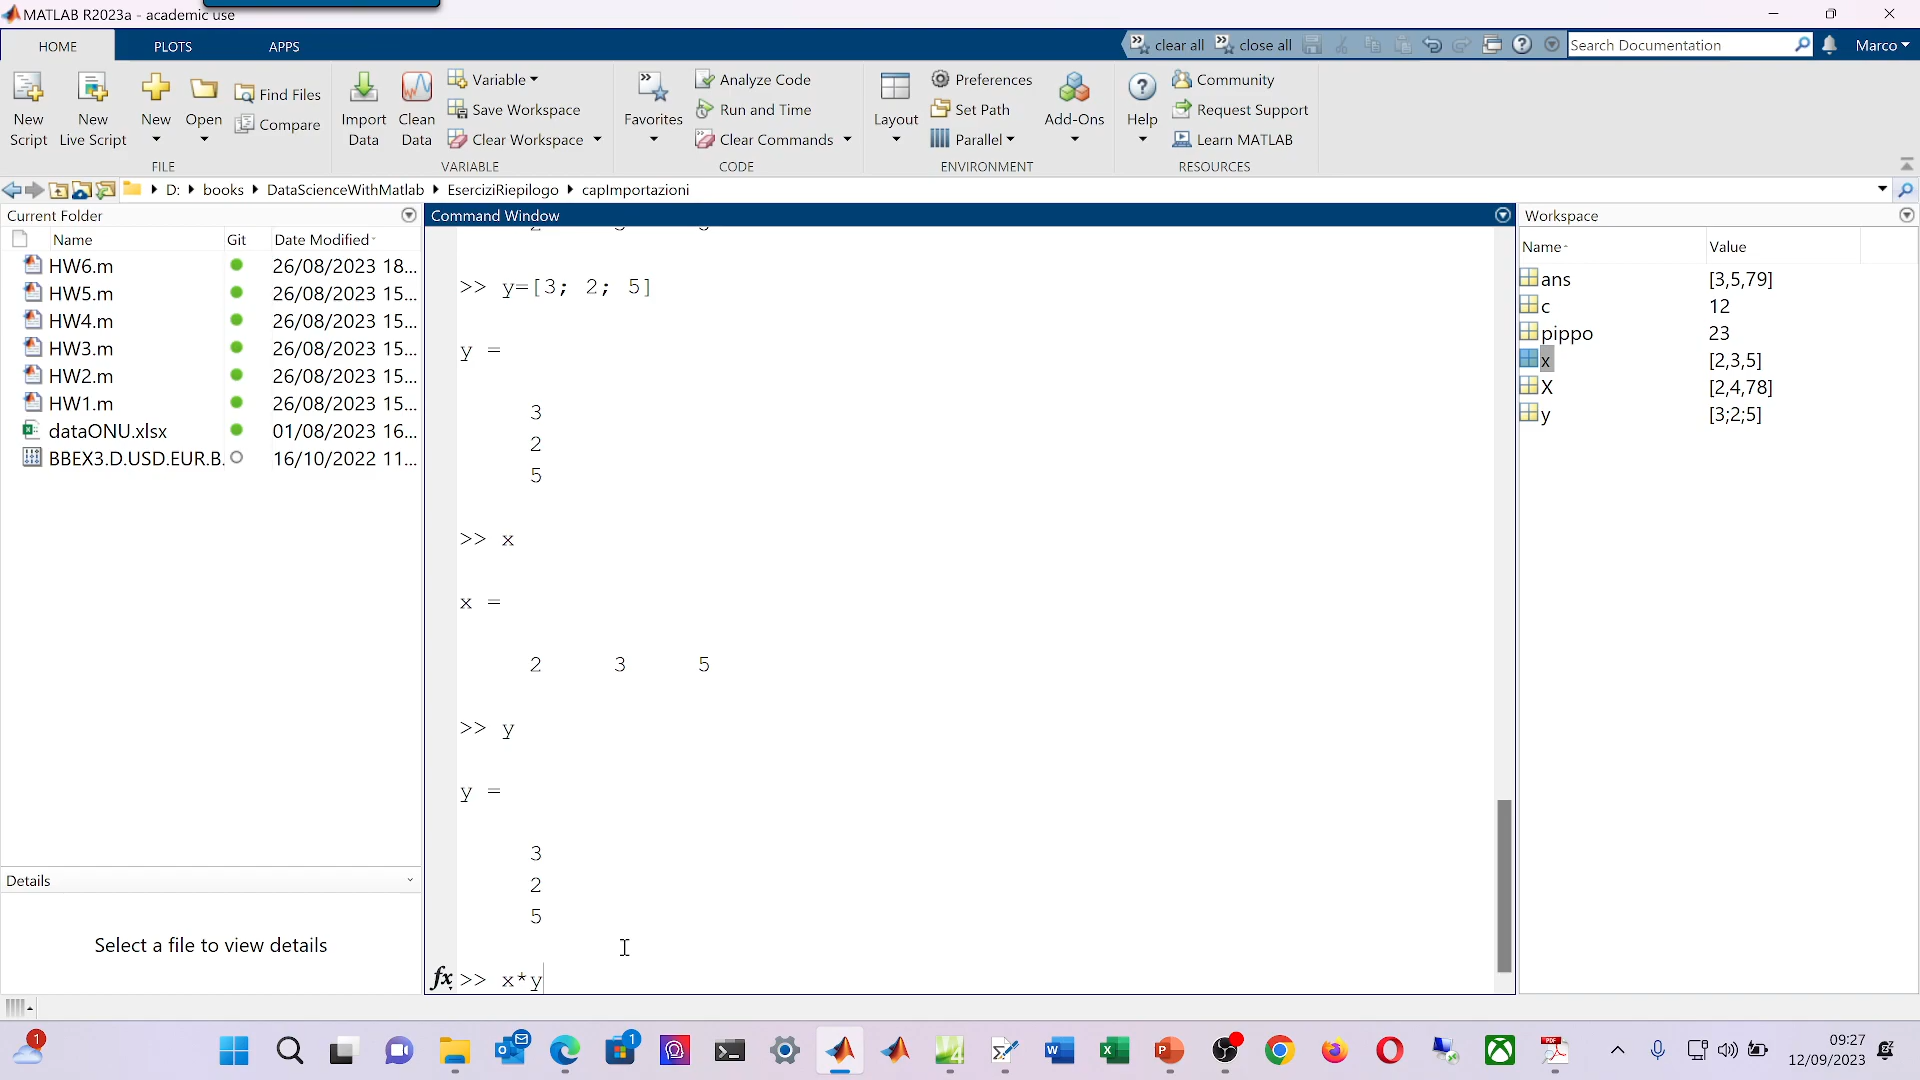 MATLAB R2023a - academic use
HOME PLOTS APPS
clear all close all Search Documentation Marco
New Script
New Live Script
New
Open
Find Files
Compare
FILE
Import Data
Clean Data
Variable
Save Workspace
Clear Workspace
VARIABLE
Favorites
Analyze Code
Run and Time
Clear Commands
CODE
Layout
Preferences
Set Path
Parallel
Add-Ons
ENVIRONMENT
Help
Community
Request Support
Learn MATLAB
RESOURCES
D: books DataScienceWithMatlab EserciziRiepilogo capImportazioni
Current Folder
Name Git Date Modified
HW6.m 26/08/2023 18...
HW5.m 26/08/2023 15...
HW4.m 26/08/2023 15...
HW3.m 26/08/2023 15...
HW2.m 26/08/2023 15...
HW1.m 26/08/2023 15...
dataONU.xlsx 01/08/2023 16...
BBEX3.D.USD.EUR.B. 16/10/2022 11...
Details
Select a file to view details
Command Window
>> y=[3; 2; 5]
y =
3
2
5
>> x
x =
2 3 5
>> y
y =
3
2
5
fx >> x*y
Workspace
Name Value
ans [3,5,79]
c 12
pippo 23
x [2,3,5]
X [2,4,78]
y [3;2;5]
1
1
09:27
12/09/2023